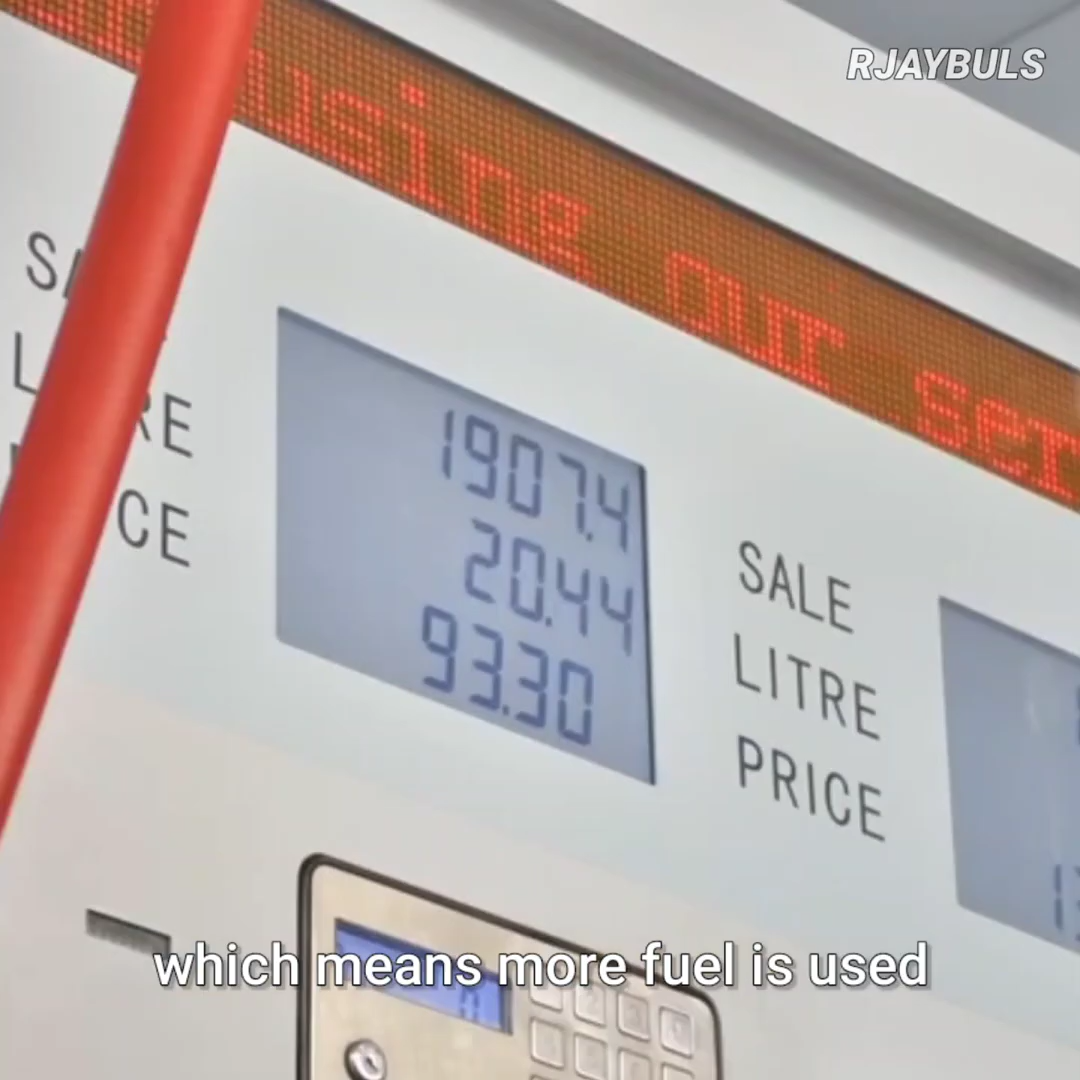 RJAYBULS
using our ser
RE
CE
1907.4
20.44
93.30
SALE
LITRE
PRICE
which means more fuel is used